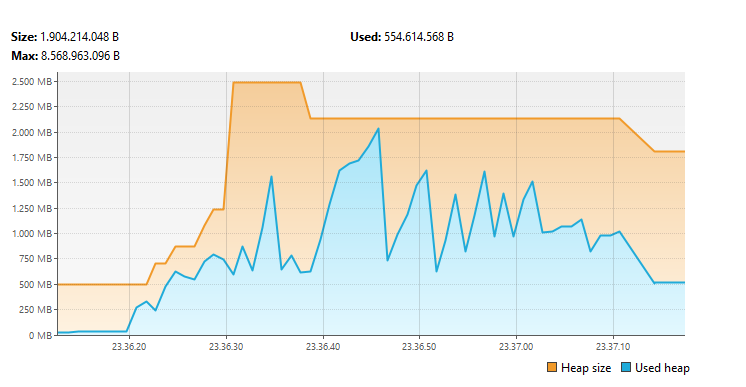 Size: 1.904.214.048 B Used: 554.614.568 B
Max: 8.568.963.096 B
2.500 MB
2.250 MB
2.000 MB
1.750 MB
1.500 MB
1.250 MB
1.000 MB
750 MB
500 MB
250 MB
0 MB
23.36.20 23.36.30 23.36.40 23.36.50 23.37.00 23.37.10
Heap size Used heap